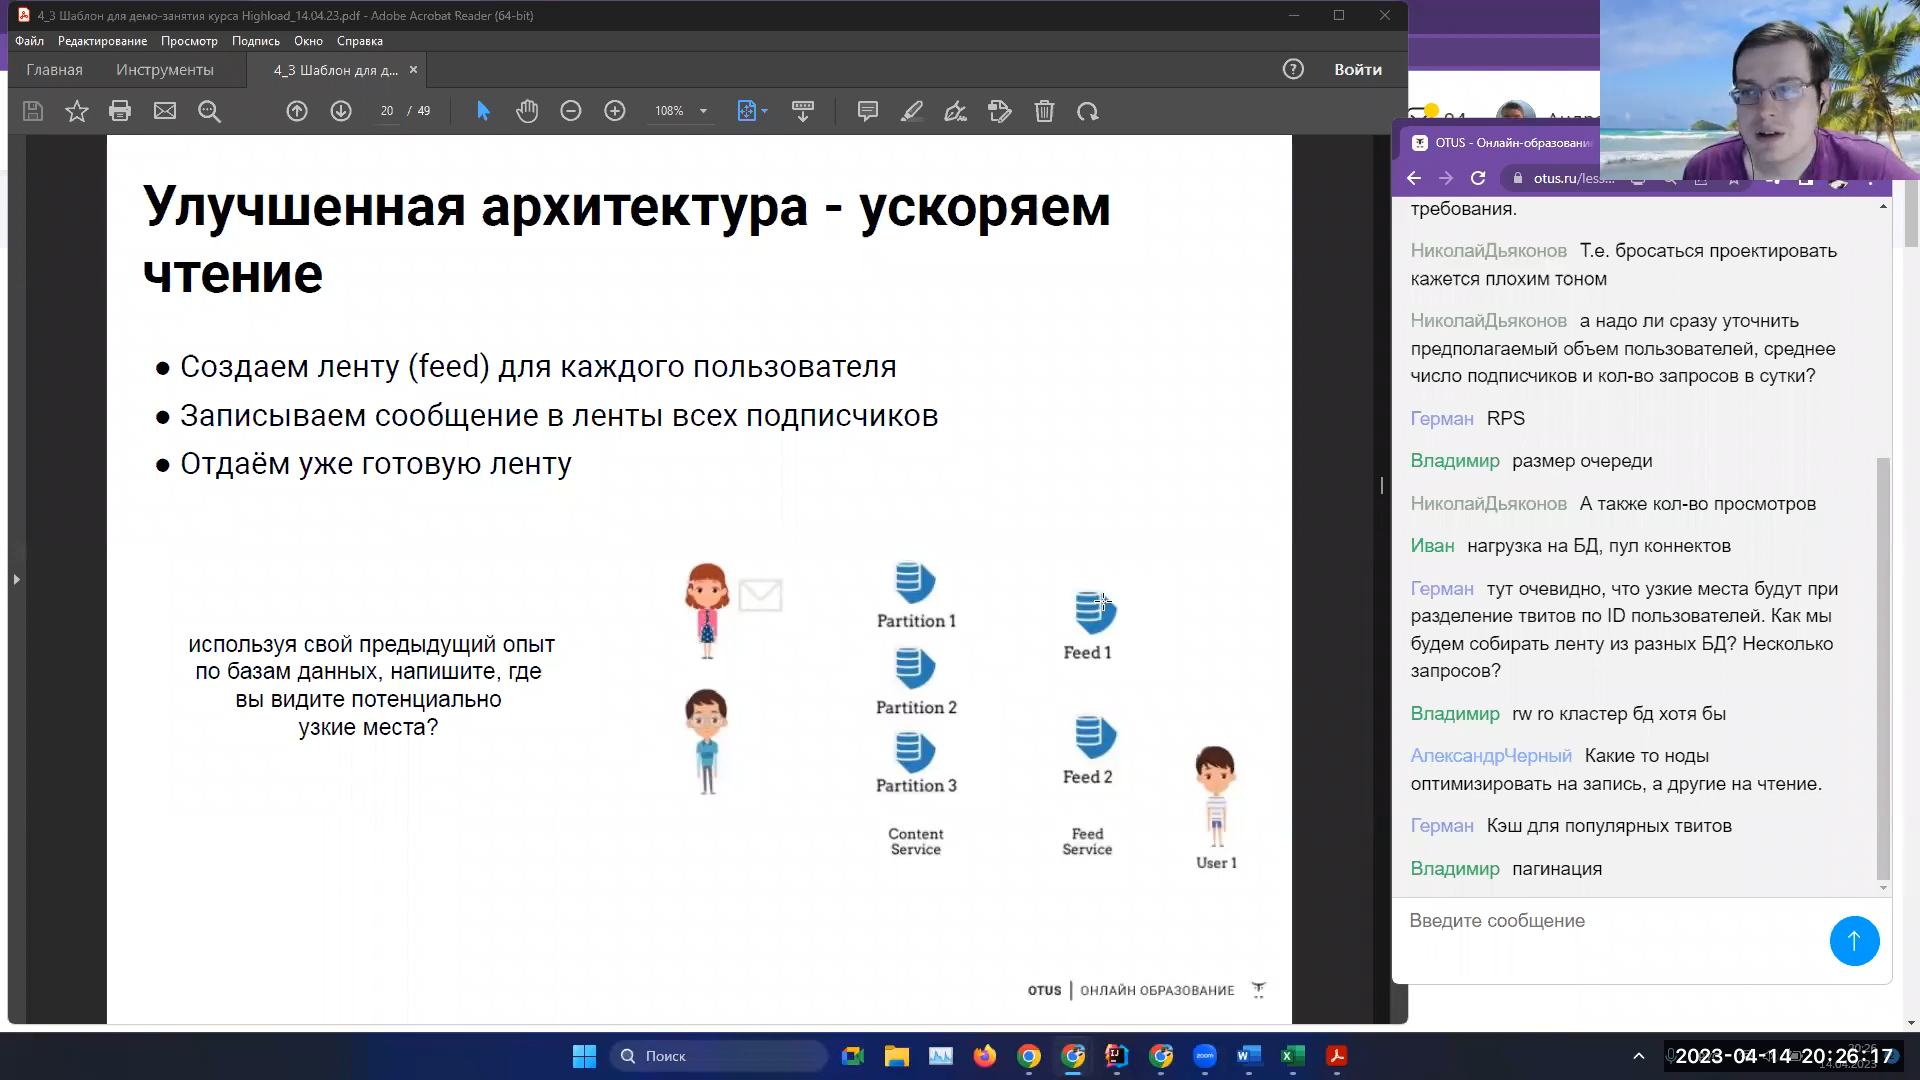 4_3 Шаблон для демо-занятия курса Highload_14.04.23.pdf - Adobe Acrobat Reader (64-bit)
Файл Редактирование Просмотр Подпись Окно Справка
Главная Инструменты 4_3 Шаблон для д... × Войти
20 / 49 108%
Улучшенная архитектура - ускоряем
чтение
● Создаем ленту (feed) для каждого пользователя
● Записываем сообщение в ленты всех подписчиков
● Отдаём уже готовую ленту
используя свой предыдущий опыт
по базам данных, напишите, где
вы видите потенциально
узкие места?
Partition 1
Partition 2
Partition 3
Content
Service
Feed 1
Feed 2
Feed
Service
User 1
OTUS | ОНЛАЙН ОБРАЗОВАНИЕ
OTUS - Онлайн-образовани
otus.ru/less...
требования.
НиколайДьяконов Т.е. бросаться проектировать
кажется плохим тоном
НиколайДьяконов а надо ли сразу уточнить
предполагаемый объем пользователей, среднее
число подписчиков и кол-во запросов в сутки?
Герман RPS
Владимир размер очереди
НиколайДьяконов А также кол-во просмотров
Иван нагрузка на БД, пул коннектов
Герман тут очевидно, что узкие места будут при
разделение твитов по ID пользователей. Как мы
будем собирать ленту из разных БД? Несколько
запросов?
Владимир rw ro кластер бд хотя бы
АлександрЧерный Какие то ноды
оптимизировать на запись, а другие на чтение.
Герман Кэш для популярных твитов
Владимир пагинация
Введите сообщение
Поиск
2023-04-14 20:26:17